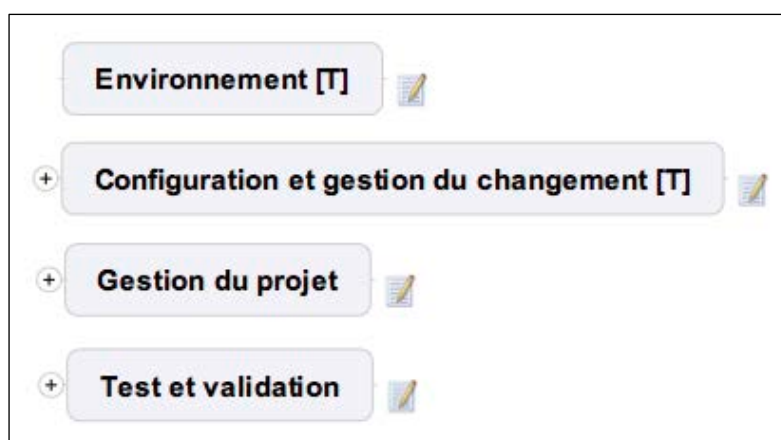 Environnement [T]
Configuration et gestion du changement [T]
Gestion du projet
Test et validation